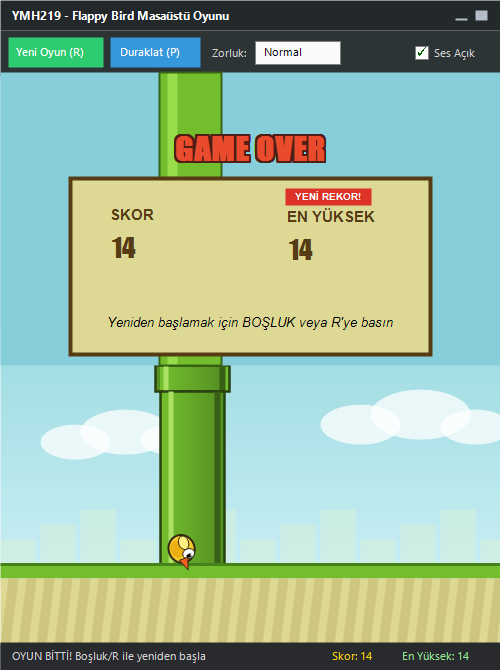 YMH219 - Flappy Bird Masaüstü Oyunu
Yeni Oyun (R)
Duraklat (P)
Zorluk:
Normal
Ses Açık
GAME OVER
YENİ REKOR!
SKOR
EN YÜKSEK
14
14
Yeniden başlamak için BOŞLUK veya R'ye basın
OYUN BİTTİ! Boşluk/R ile yeniden başla
Skor: 14
En Yüksek: 14